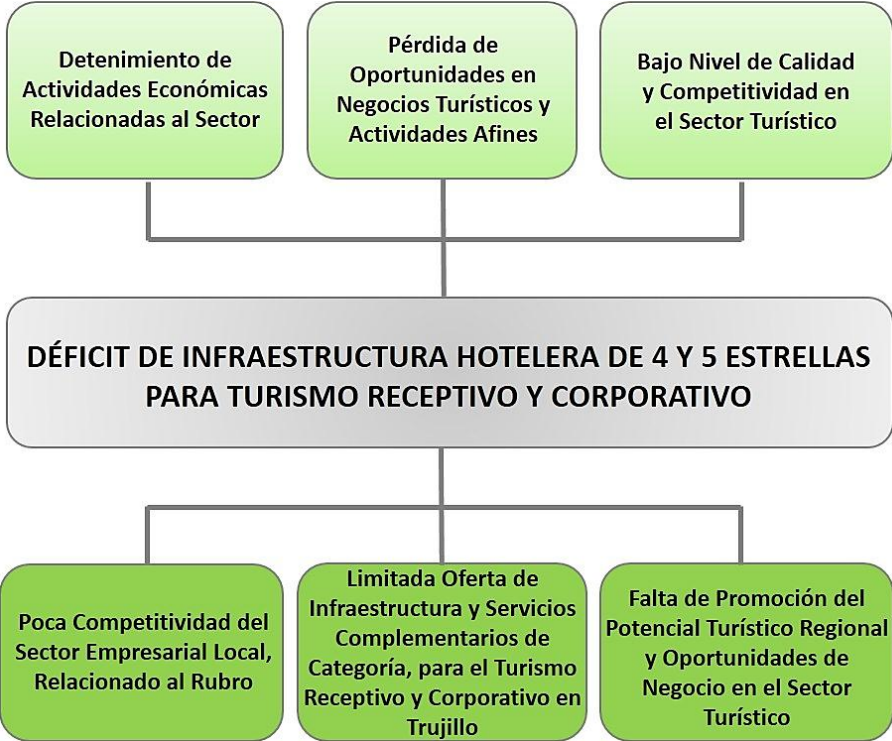 Detenimiento de
Actividades Económicas
Relacionadas al Sector
Pérdida de
Oportunidades en
Negocios Turísticos y
Actividades Afines
Bajo Nivel de Calidad
y Competitividad en
el Sector Turístico
DÉFICIT DE INFRAESTRUCTURA HOTELERA DE 4 Y 5 ESTRELLAS
PARA TURISMO RECEPTIVO Y CORPORATIVO
Poca Competitividad del
Sector Empresarial Local,
Relacionado al Rubro
Limitada Oferta de
Infraestructura y Servicios
Complementarios de
Categoría, para el Turismo
Receptivo y Corporativo en
Trujillo
Falta de Promoción del
Potencial Turístico Regional
y Oportunidades de
Negocio en el Sector
Turístico